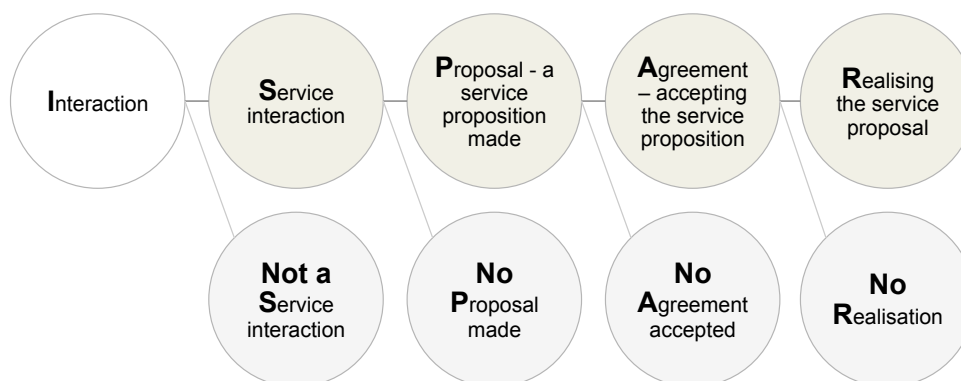 Interaction
Service
interaction
Proposal - a
service
proposition
made
Agreement
– accepting
the service
proposition
Realising
the service
proposal
Not a
Service
interaction
No
Proposal
made
No
Agreement
accepted
No
Realisation